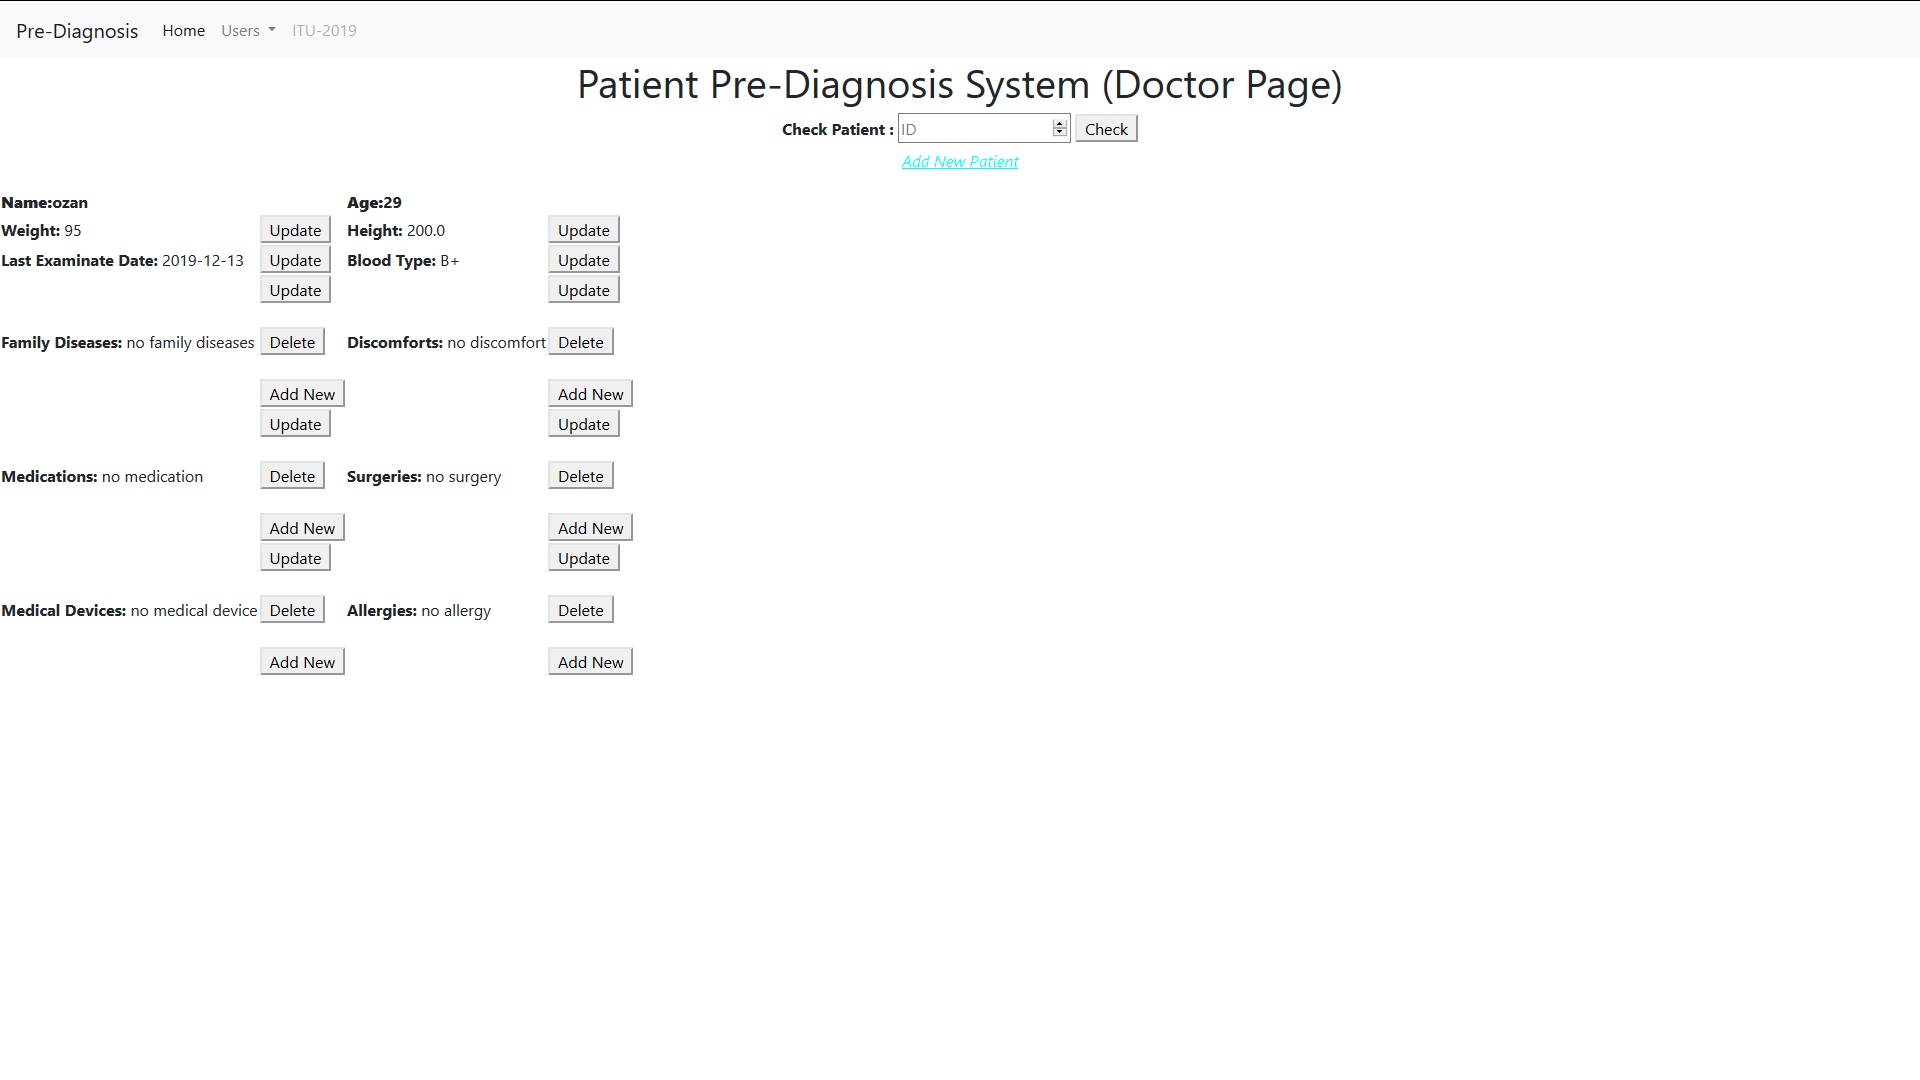 Pre-Diagnosis Home Users ITU-2019
Patient Pre-Diagnosis System (Doctor Page)
Check Patient : ID Check
Add New Patient
Name:ozan Age:29
Weight: 95 Update Height: 200.0 Update
Last Examinate Date: 2019-12-13 Update Blood Type: B+ Update
Update Update
Family Diseases: no family diseases Delete Discomforts: no discomfort Delete
Add New Add New
Update Update
Medications: no medication Delete Surgeries: no surgery Delete
Add New Add New
Update Update
Medical Devices: no medical device Delete Allergies: no allergy Delete
Add New Add New